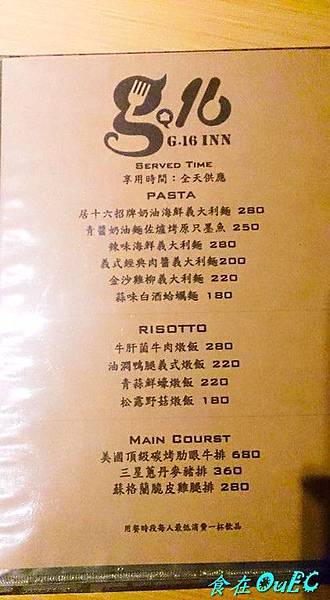 g.16
G.16 INN
SERVED TIME
享用時間：全天供應
PASTA
居十六招牌奶油海鮮義大利麵 280
青醬奶油麵佐爐烤原只墨魚 250
辣味海鮮義大利麵 280
義式經典肉醬義大利麵200
金沙雞柳義大利麵 220
蒜味白酒蛤蠣麵 180
RISOTTO
牛肝菌牛肉燉飯 280
油潤鴨腿義式燉飯 220
青蒜鮮蠔燉飯 220
松露野菇燉飯 180
MAIN COURST
美國頂級碳烤肋眼牛排 680
三星蔥丹麥豬排 360
蘇格蘭脆皮雞腿排 280
用餐時段每人最低消費一杯飲品
食在OuBC